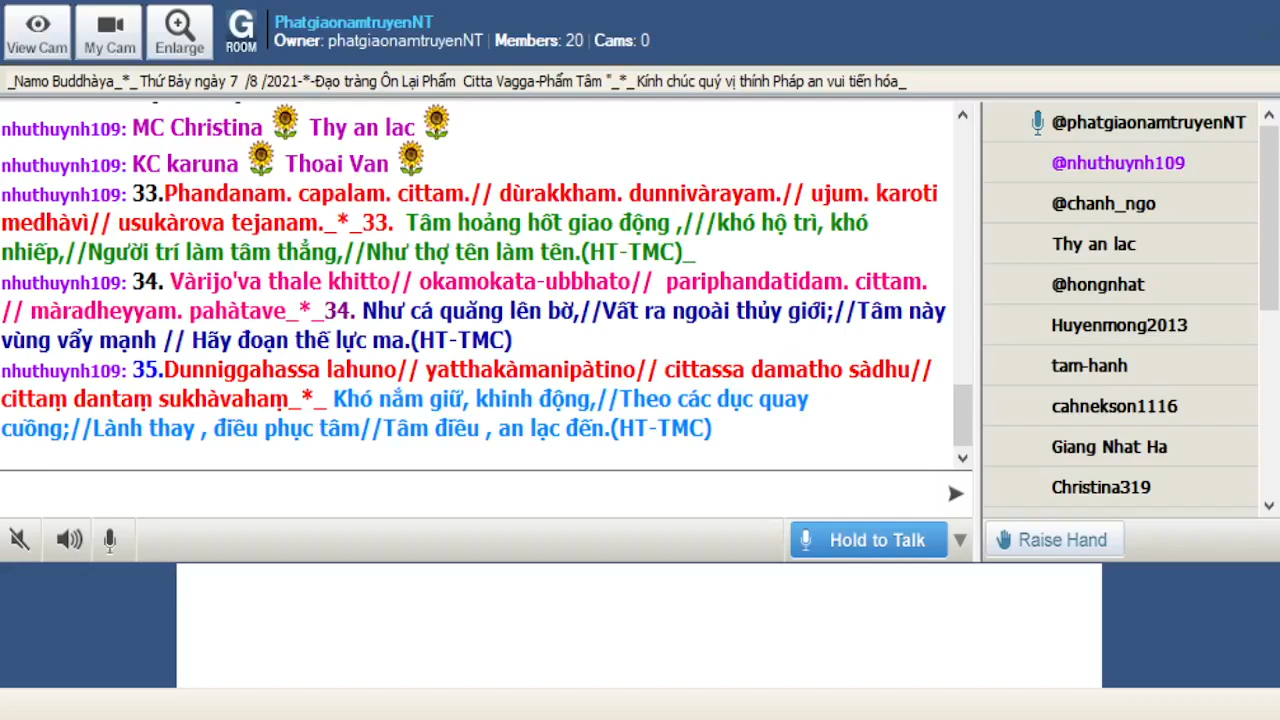 View Cam
My Cam
Enlarge
G
ROOM
PhatgiaonamtruyenNT
Owner: phatgiaonamtruyenNT | Members: 20 | Cams: 0
_Namo Buddhàya_*_Thứ Bảy ngày 7 /8 /2021-*-Đạo tràng Ôn Lại Phẩm Citta Vagga-Phẩm Tâm "_*_Kính chúc quý vị thính Pháp an vui tiến hóa_
nhuthuynh109: MC Christina 🌻 Thy an lac 🌻
nhuthuynh109: KC karuna 🌻 Thoai Van 🌻
nhuthuynh109: 33.Phandanam. capalam. cittam.// dùrakkham. dunnivàrayam.// ujum. karoti
medhàvì// usukàrova tejanam._*_33. Tâm hoảng hốt giao động ,///khó hộ trì, khó
nhiếp,//Người trí làm tâm thẳng,//Như thợ tên làm tên.(HT-TMC)_
nhuthuynh109: 34. Vàrijo'va thale khitto// okamokata-ubbhato// pariphandatidam. cittam.
// màradheyyam. pahàtave_*_34. Như cá quăng lên bờ,//Vất ra ngoài thủy giới;//Tâm này
vùng vẩy mạnh // Hãy đoạn thế lực ma.(HT-TMC)
nhuthuynh109: 35.Dunniggahassa lahuno// yatthakàmanipàtino// cittassa damatho sàdhu//
cittaṃ dantaṃ sukhàvahaṃ_*_ Khó nắm giữ, khinh động,//Theo các dục quay
cuồng;//Lành thay , điều phục tâm//Tâm điều , an lạc đến.(HT-TMC)
@phatgiaonamtruyenNT
@nhuthuynh109
@chanh_ngo
Thy an lac
@hongnhat
Huyenmong2013
tam-hanh
cahnekson1116
Giang Nhat Ha
Christina319
Hold to Talk
Raise Hand